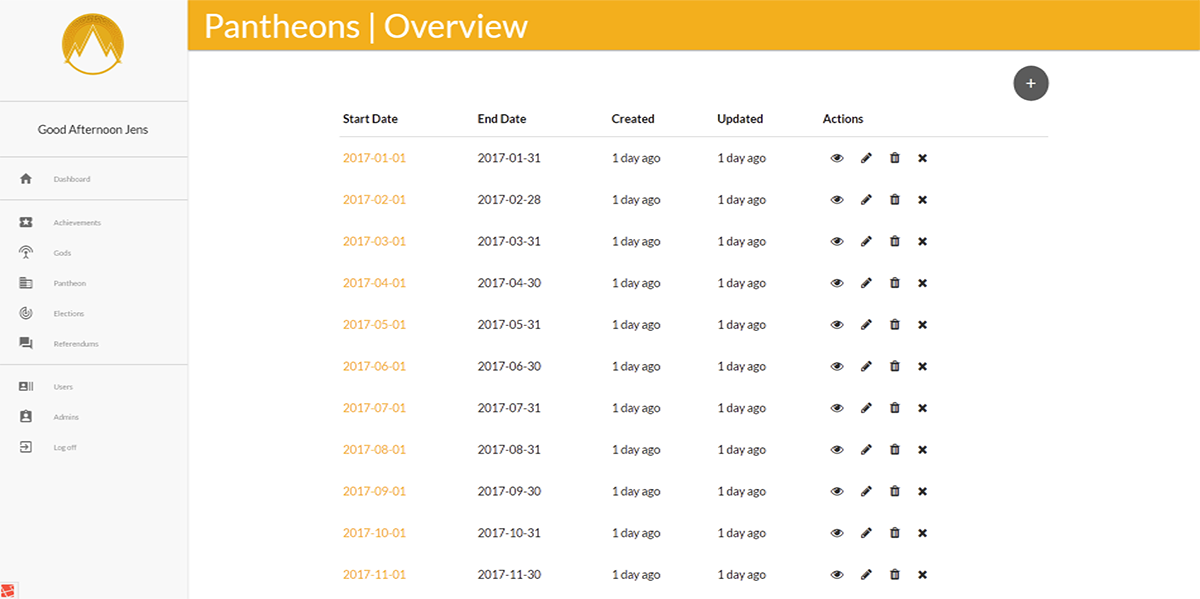 Pantheons | Overview
Good Afternoon Jens
Dashboard
Achievements
Gods
Pantheon
Elections
Referendums
Users
Admins
Log off
+
Start Date End Date Created Updated Actions
2017-01-01 2017-01-31 1 day ago 1 day ago
2017-02-01 2017-02-28 1 day ago 1 day ago
2017-03-01 2017-03-31 1 day ago 1 day ago
2017-04-01 2017-04-30 1 day ago 1 day ago
2017-05-01 2017-05-31 1 day ago 1 day ago
2017-06-01 2017-06-30 1 day ago 1 day ago
2017-07-01 2017-07-31 1 day ago 1 day ago
2017-08-01 2017-08-31 1 day ago 1 day ago
2017-09-01 2017-09-30 1 day ago 1 day ago
2017-10-01 2017-10-31 1 day ago 1 day ago
2017-11-01 2017-11-30 1 day ago 1 day ago